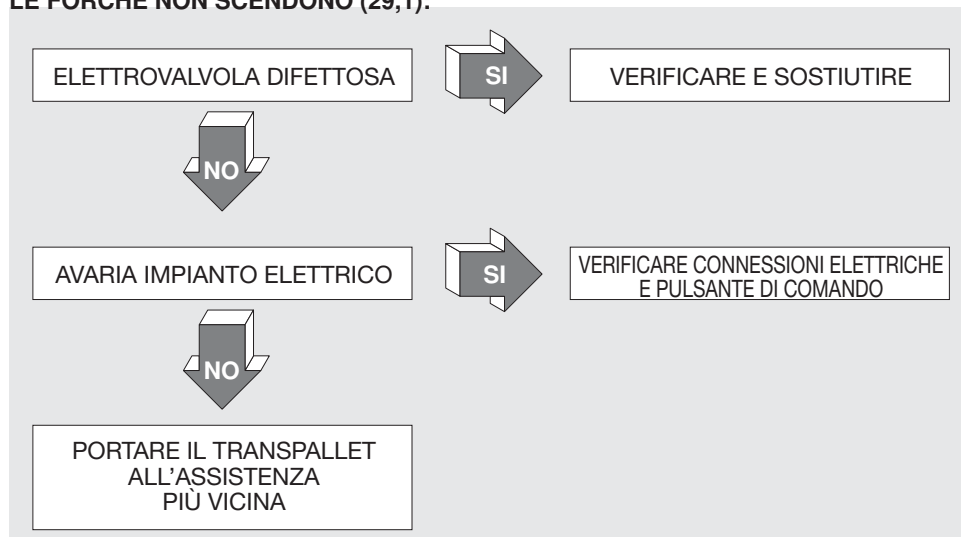 LE FORCHE NON SCENDONO (29,1):
ELETTROVALVOLA DIFETTOSA
SI
VERIFICARE E SOSTIUTIRE
NO
AVARIA IMPIANTO ELETTRICO
SI
VERIFICARE CONNESSIONI ELETTRICHE
E PULSANTE DI COMANDO
NO
PORTARE IL TRANSPALLET
ALL'ASSISTENZA
PIÙ VICINA